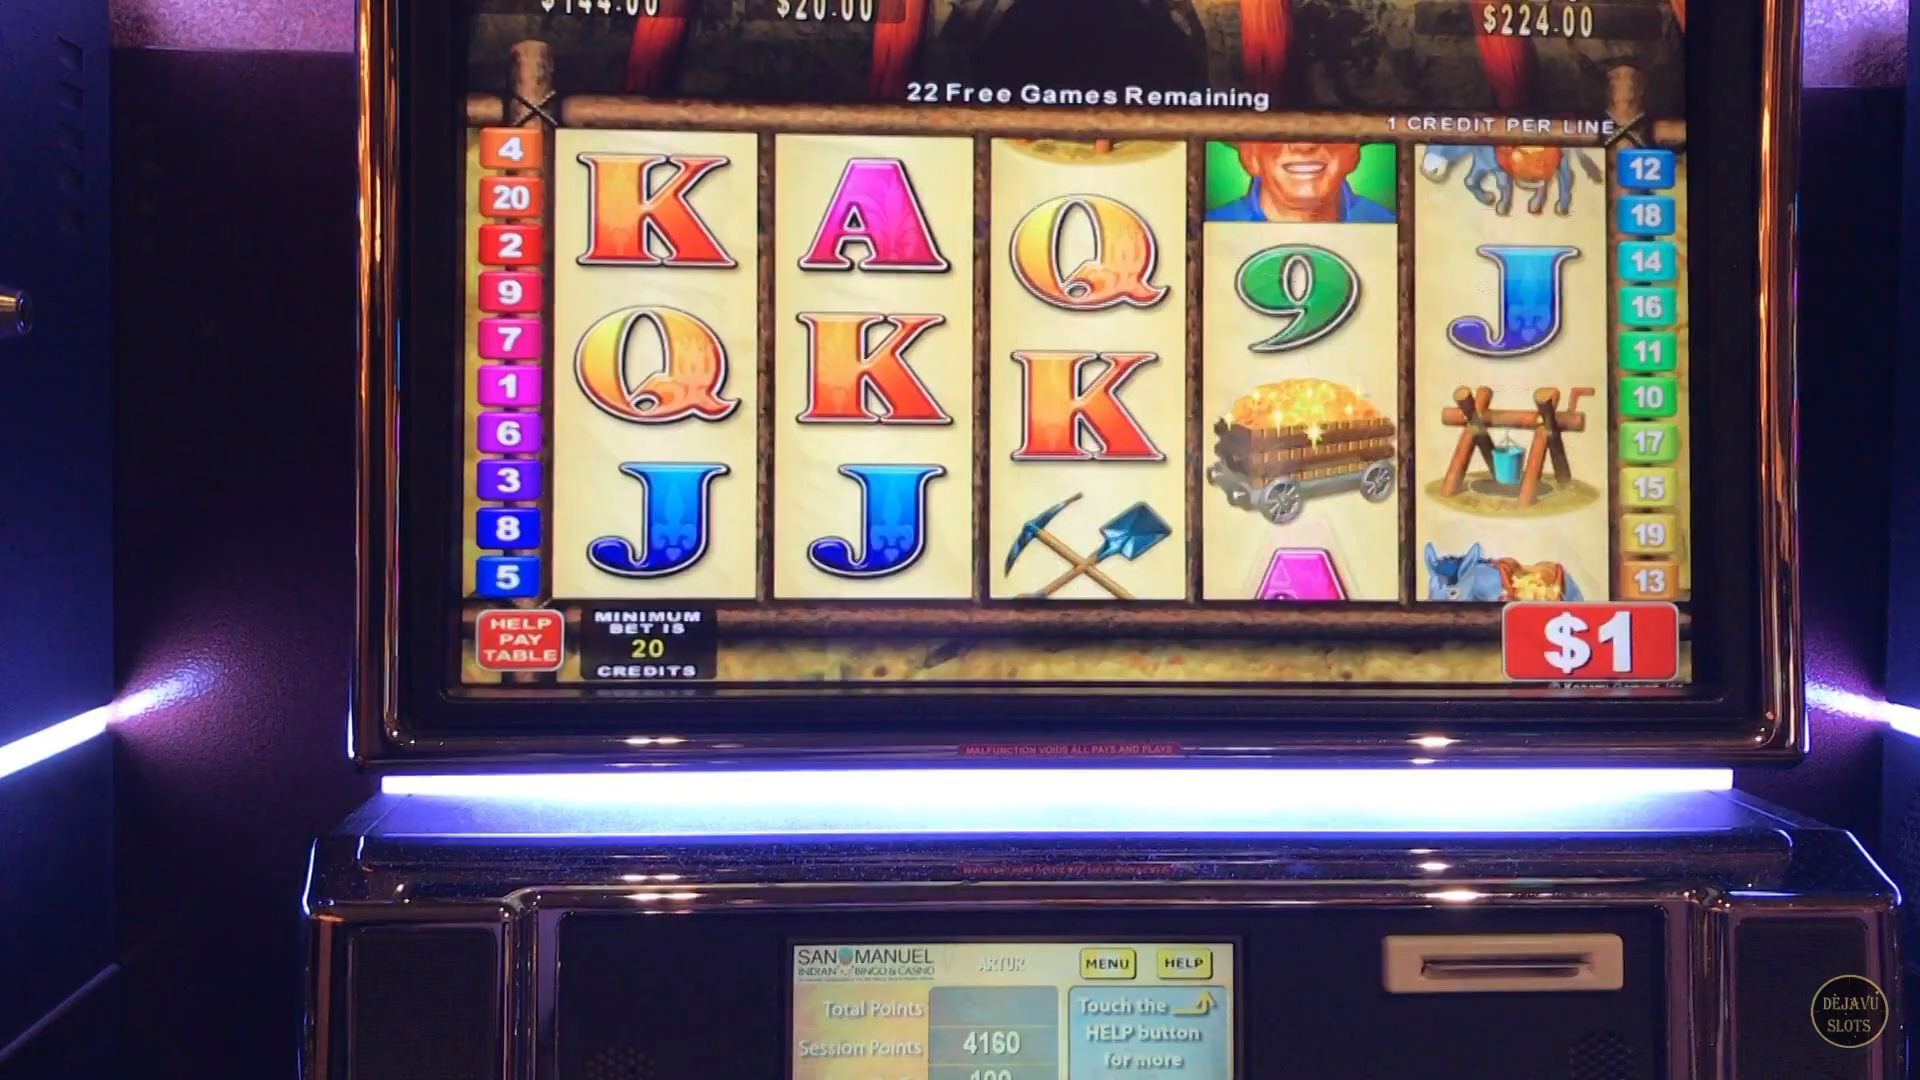 $144.00
$20.00
$224.00
22 Free Games Remaining
1 CREDIT PER LINE
4
20
2
9
7
1
6
3
8
5
K A Q
Q K K 9 J
J J A
12
18
14
16
11
10
17
15
19
13
HELP
PAY
TABLE
MINIMUM
BET IS
20
CREDITS
$1
MALFUNCTION VOIDS ALL PAYS AND PLAYS
SAN MANUEL
INDIAN BINGO & CASINO
ARTUR
MENU
HELP
Total Points
Session Points 4160
Touch the
HELP button
for more
DEJAVU
SLOTS